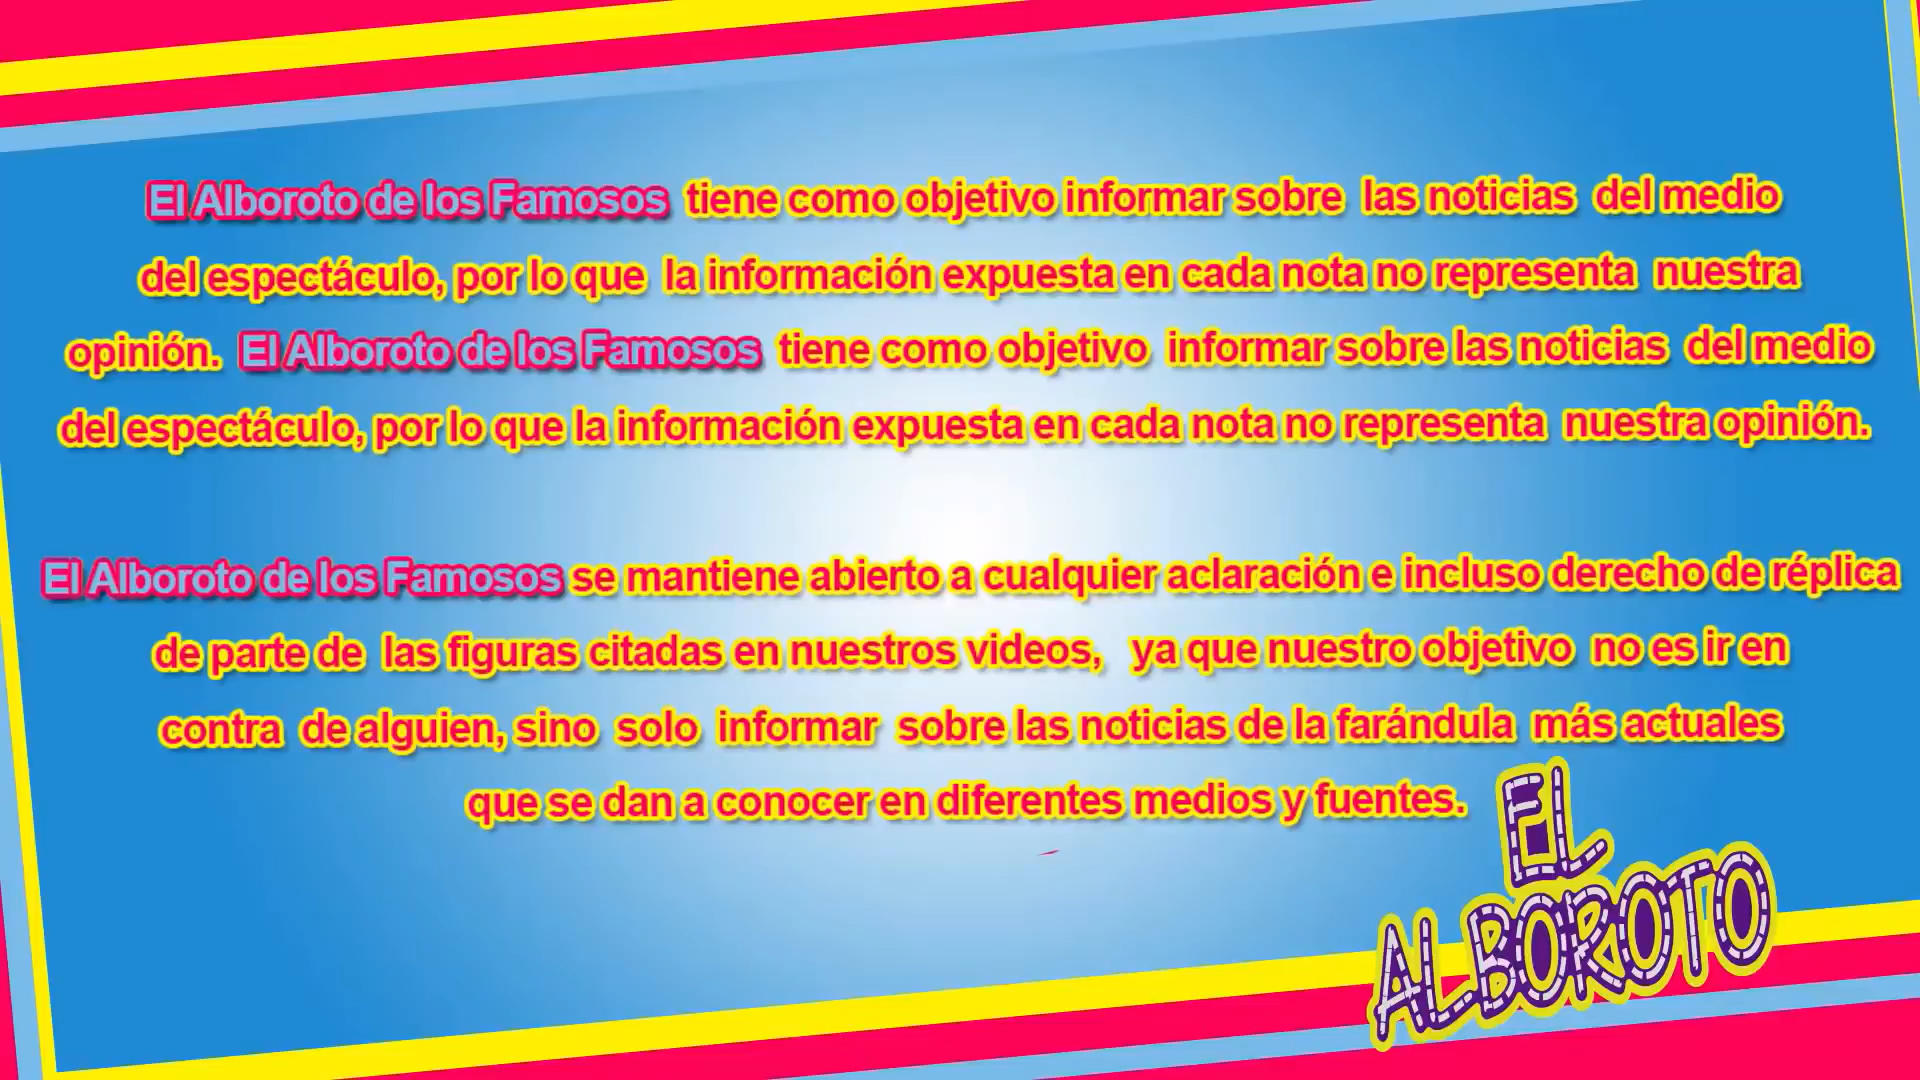 El Alboroto de los Famosos tiene como objetivo informar sobre las noticias del medio
del espectáculo, por lo que la información expuesta en cada nota no representa nuestra
opinión. El Alboroto de los Famosos tiene como objetivo informar sobre las noticias del medio
del espectáculo, por lo que la información expuesta en cada nota no representa nuestra opinión.
El Alboroto de los Famosos se mantiene abierto a cualquier aclaración e incluso derecho de réplica
de parte de las figuras citadas en nuestros videos, ya que nuestro objetivo no es ir en
contra de alguien, sino solo informar sobre las noticias de la farándula más actuales
que se dan a conocer en diferentes medios y fuentes.
EL
ALBOROTO